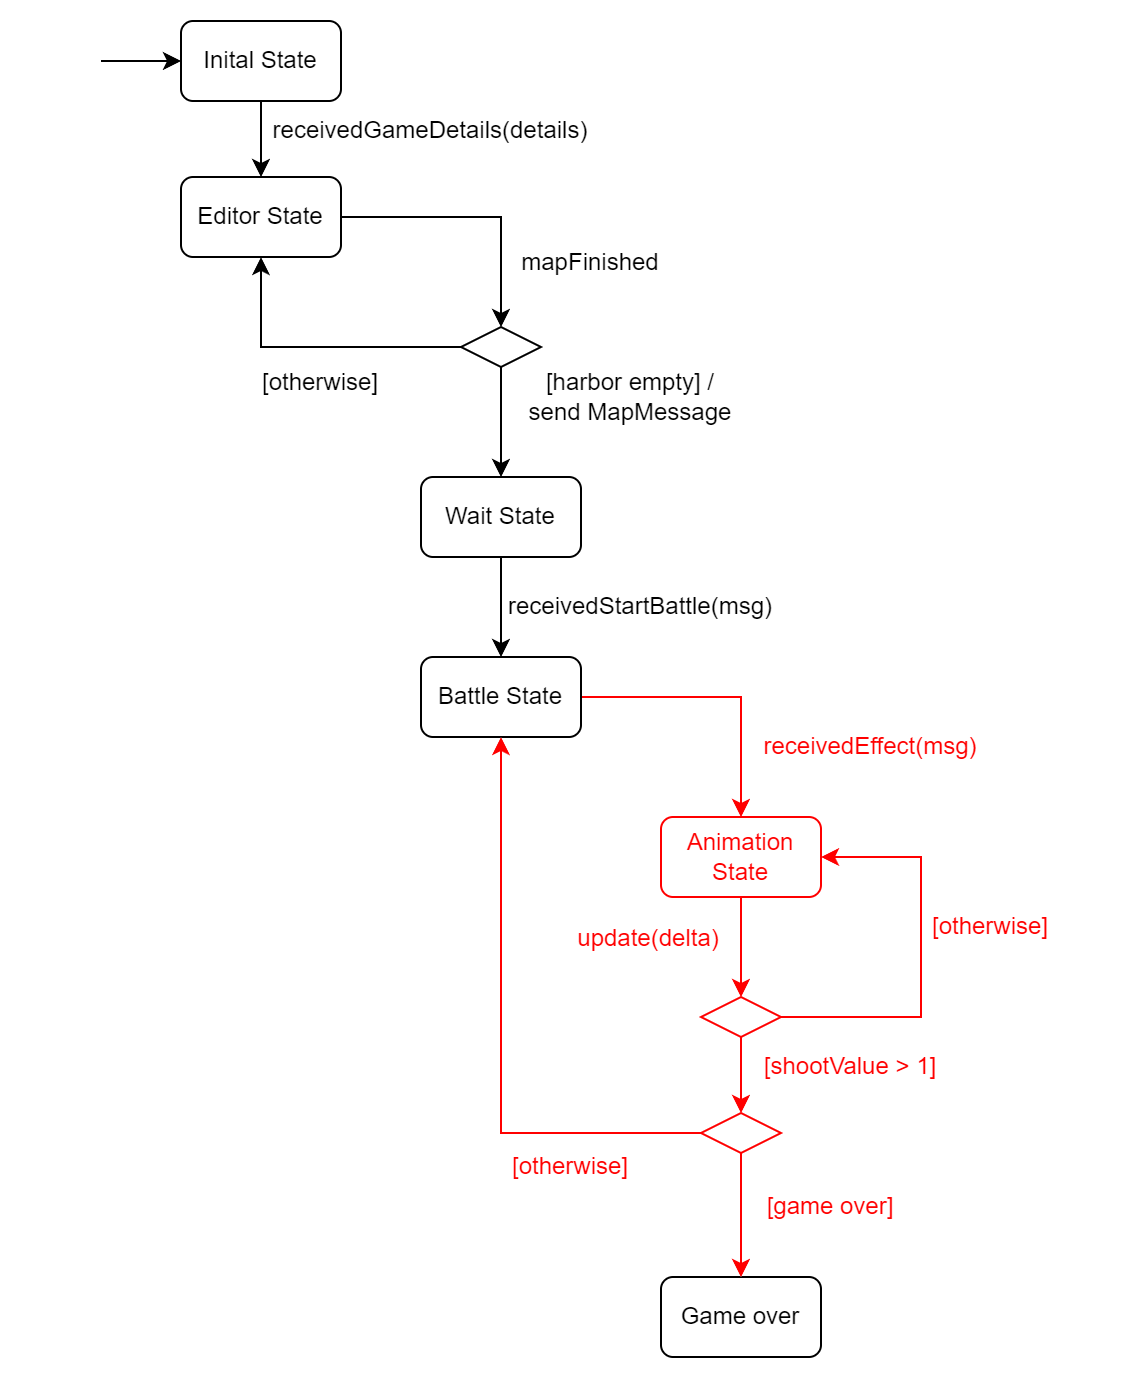 Inital State
receivedGameDetails(details)
Editor State
mapFinished
[otherwise]
[harbor empty] /
send MapMessage
Wait State
receivedStartBattle(msg)
Battle State
receivedEffect(msg)
Animation
State
[otherwise]
update(delta)
[shootValue > 1]
[otherwise]
[game over]
Game over